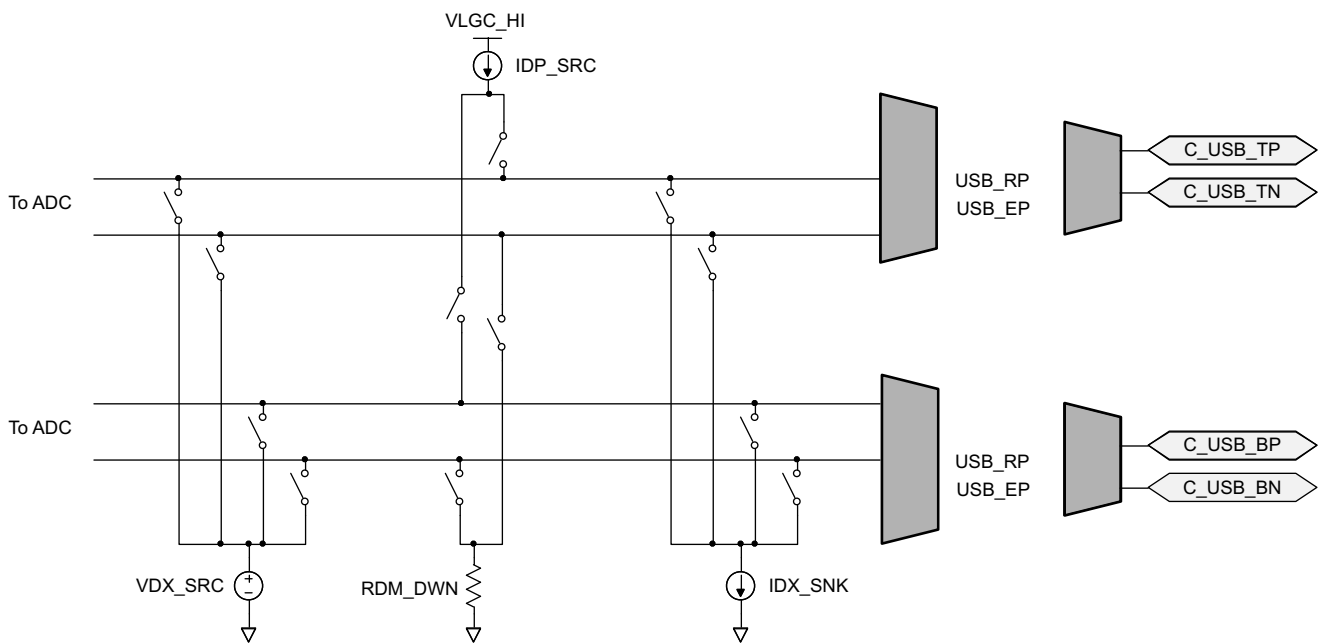 VLGC_HI
IDP_SRC
C_USB_TP
To ADC
USB_RP
C_USB_TN
USB_EP
To ADC
C_USB_BP
USB_RP
C_USB_BN
USB_EP
VDX_SRC
+
−
RDM_DWN
IDX_SNK